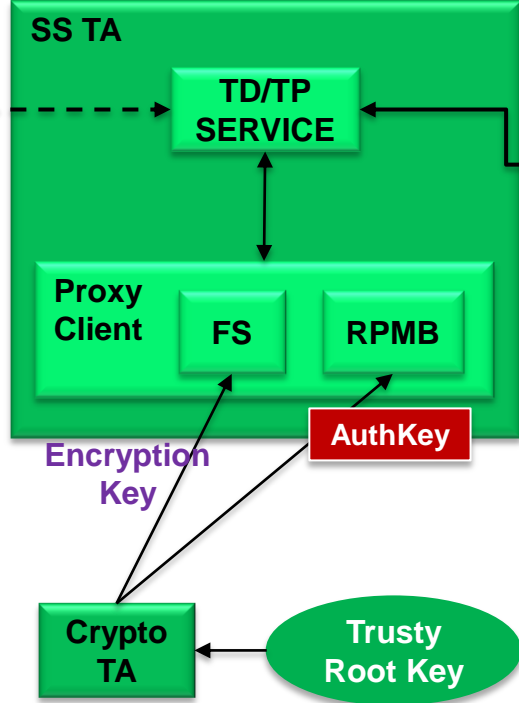 SS TA
TD/TP
SERVICE
Proxy
Client
FS
RPMB
AuthKey
Encryption
Key
Crypto
TA
Trusty
Root Key